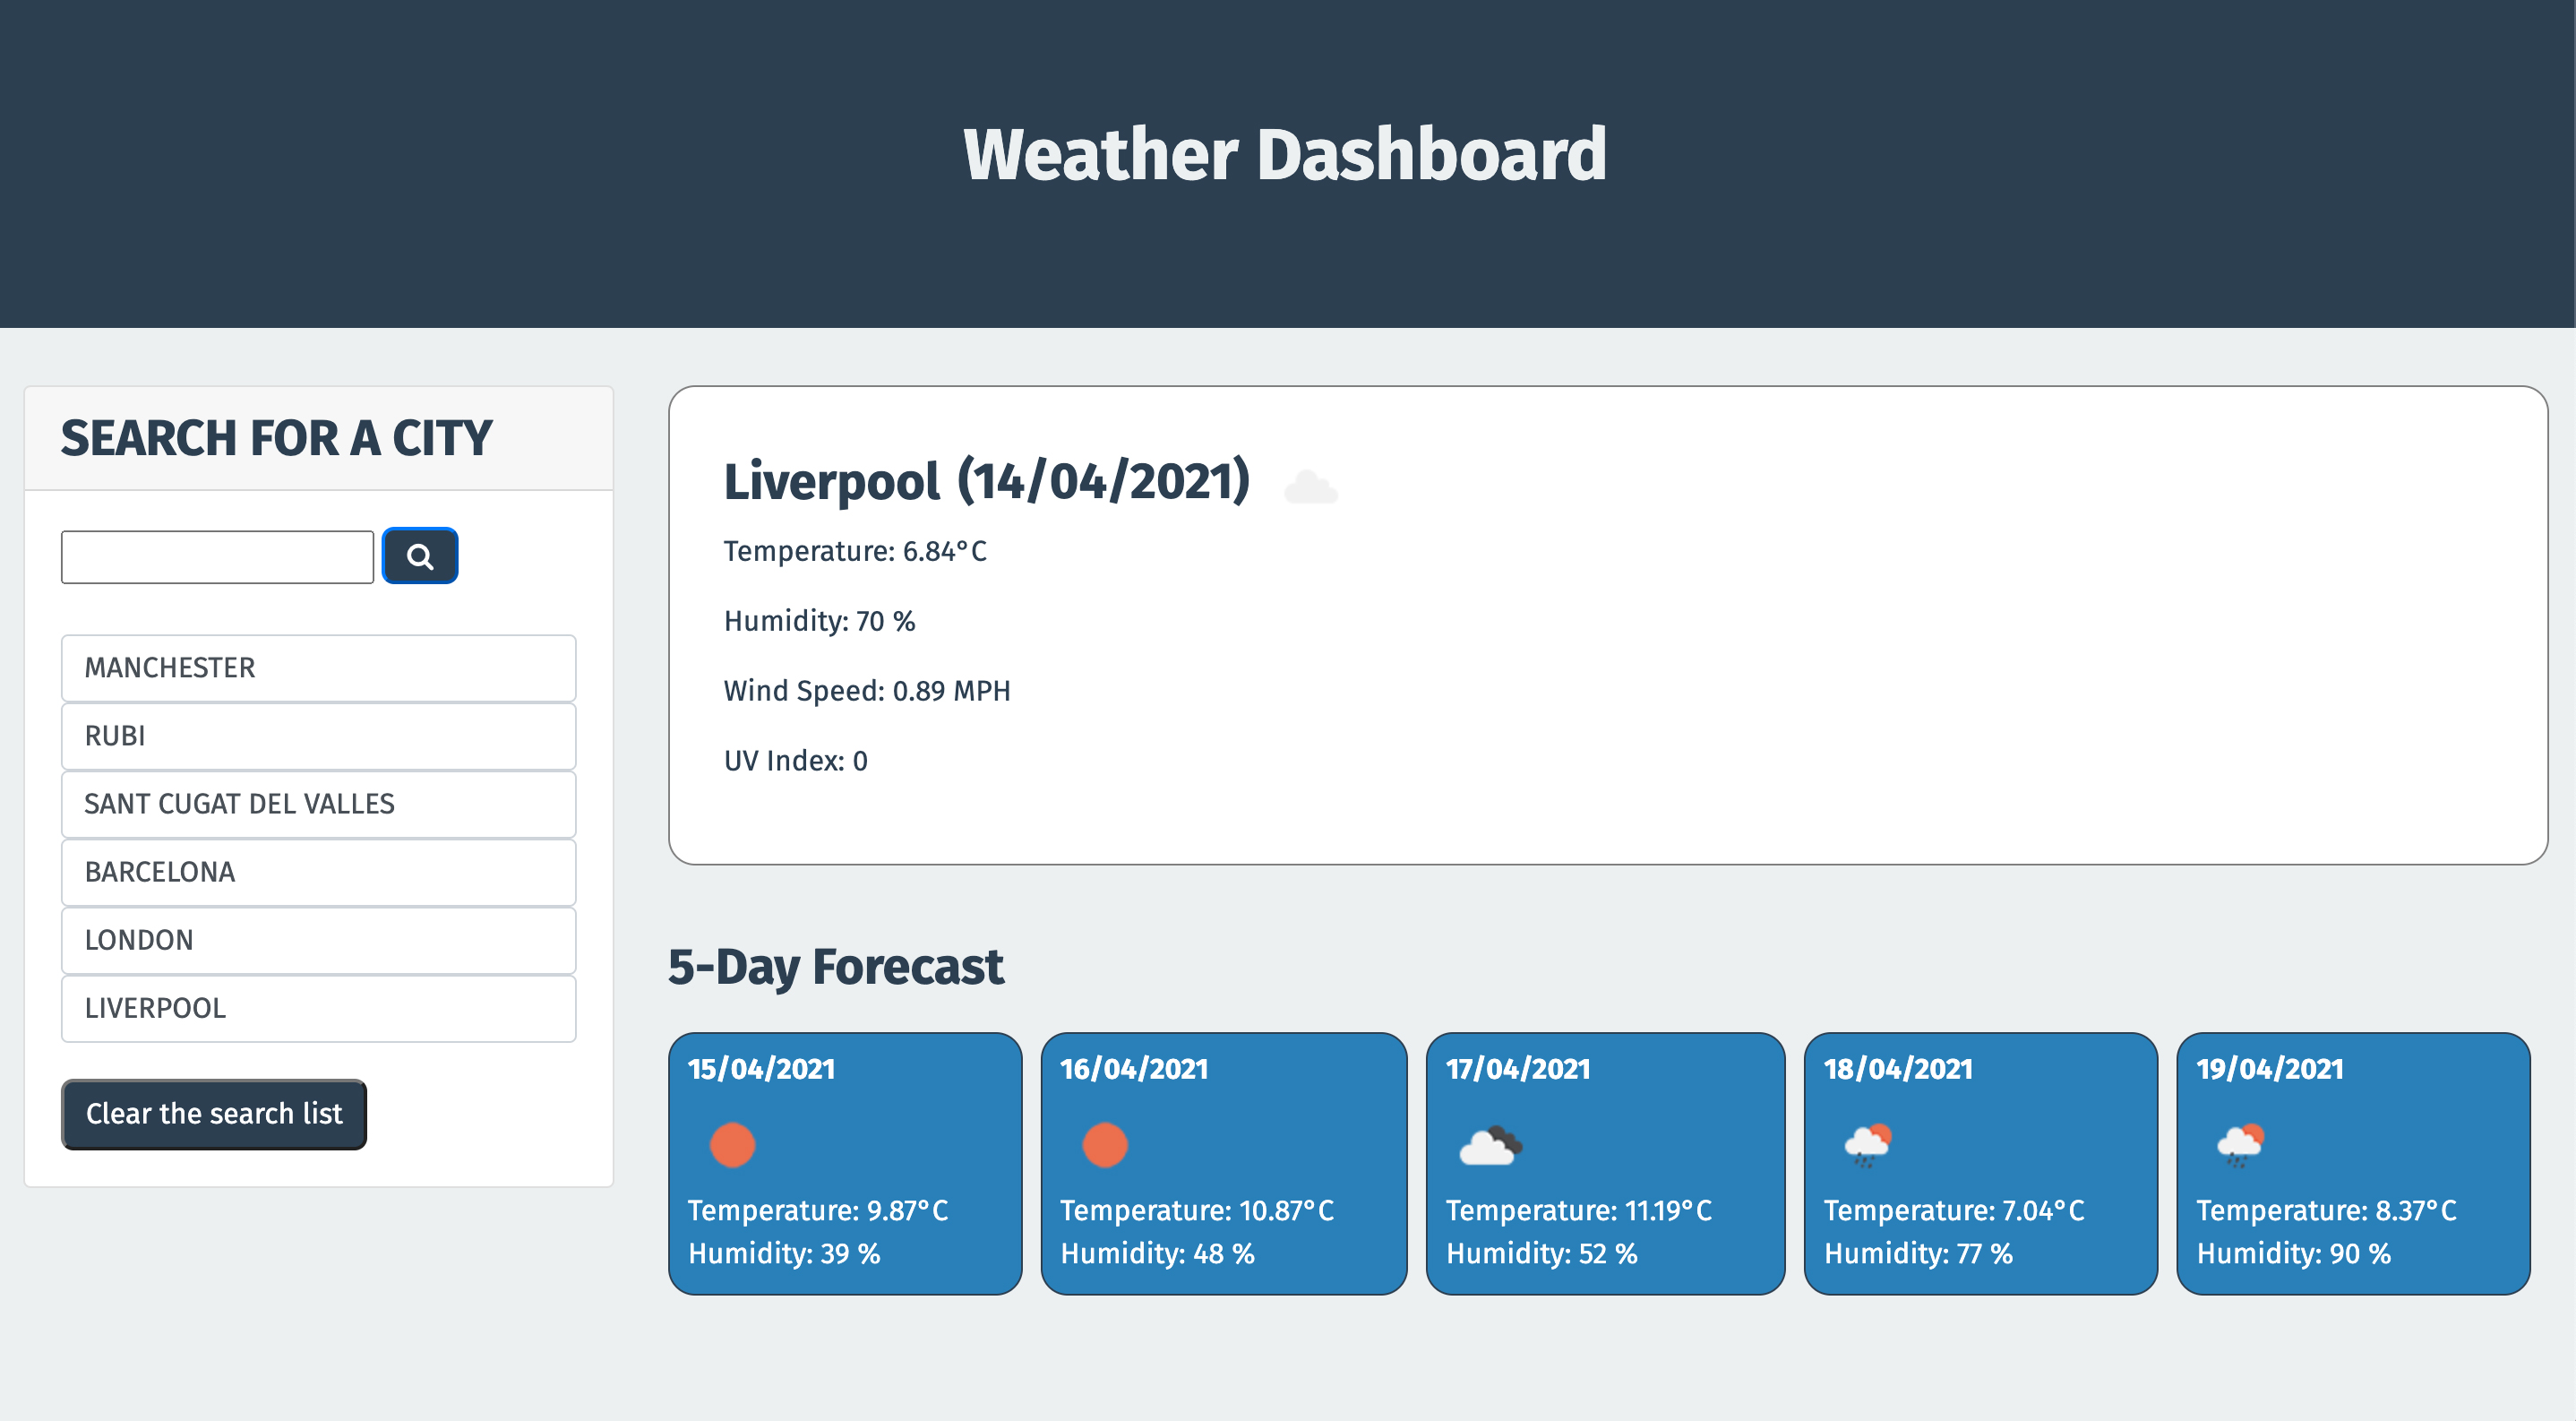 Weather Dashboard
SEARCH FOR A CITY
MANCHESTER
RUBI
SANT CUGAT DEL VALLES
BARCELONA
LONDON
LIVERPOOL
Clear the search list
Liverpool (14/04/2021)
Temperature: 6.84°C
Humidity: 70 %
Wind Speed: 0.89 MPH
UV Index: 0
5-Day Forecast
15/04/2021
Temperature: 9.87°C
Humidity: 39 %
16/04/2021
Temperature: 10.87°C
Humidity: 48 %
17/04/2021
Temperature: 11.19°C
Humidity: 52 %
18/04/2021
Temperature: 7.04°C
Humidity: 77 %
19/04/2021
Temperature: 8.37°C
Humidity: 90 %